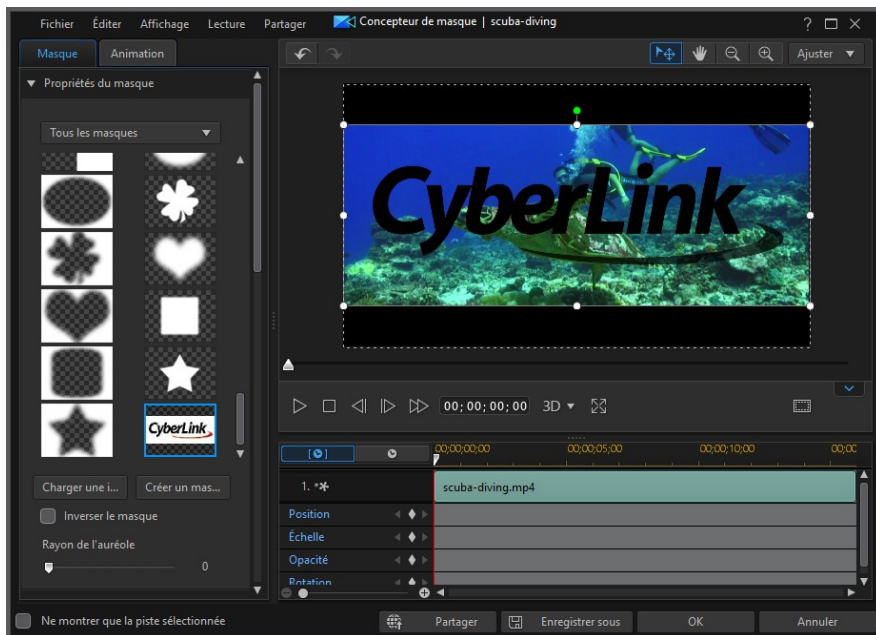 Fichier Éditer Affichage Lecture Partager Concepteur de masque | scuba-diving ?
Masque Animation
Ajuster
Propriétés du masque
Tous les masques
CyberLink
CyberLink
00;00;00;00 3D
00;00;00;00 00;00;05;00 00;00;10;00 00;00
1.
scuba-diving.mp4
Charger une i... Créer un mas...
Inverser le masque
Rayon de l'auréole
0
Position
Échelle
Opacité
Rotation
Ne montrer que la piste sélectionnée
Partager Enregistrer sous OK Annuler